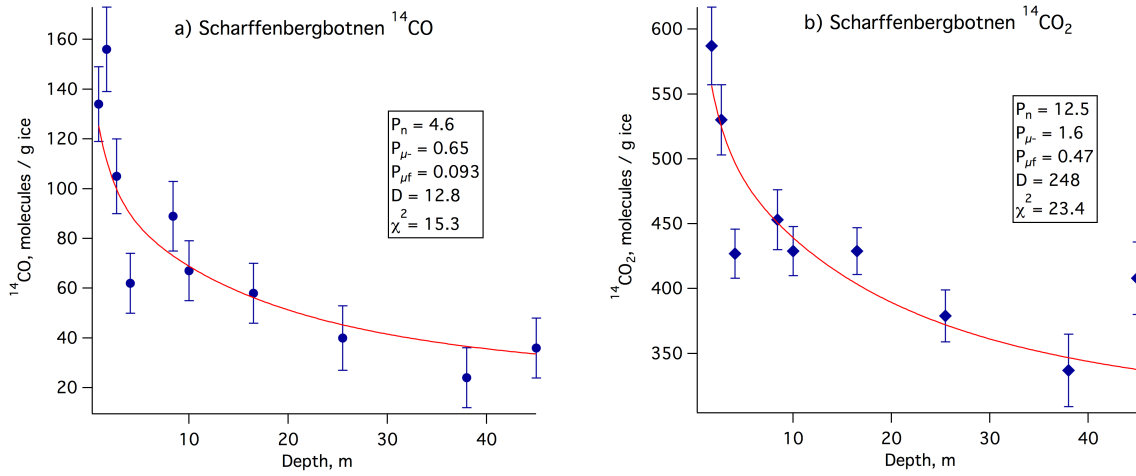 a) Scharffenbergbotnen ¹⁴CO
¹⁴CO, molecules / g ice
160
140
120
100
80
60
40
20
Pₙ = 4.6
P_μ- = 0.65
P_μf = 0.093
D = 12.8
χ² = 15.3
10
20
30
40
Depth, m
b) Scharffenbergbotnen ¹⁴CO₂
¹⁴CO₂, molecules / g ice
600
550
500
450
400
350
Pₙ = 12.5
P_μ- = 1.6
P_μf = 0.47
D = 248
χ² = 23.4
10
20
30
40
Depth, m